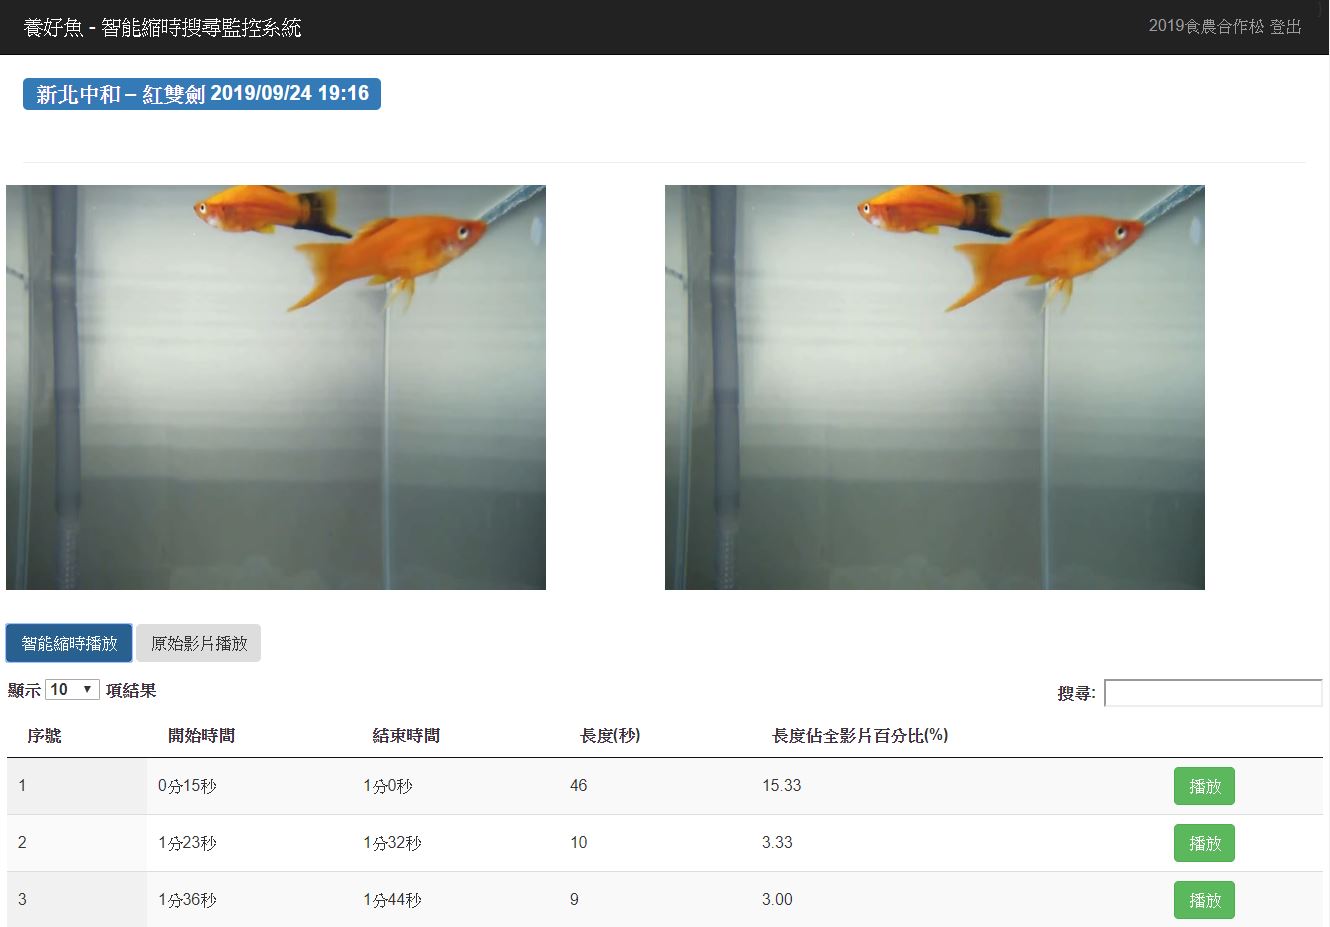 養好魚 - 智能縮時搜尋監控系統
2019食農合作松 登出
新北中和 – 紅雙劍 2019/09/24 19:16
智能縮時播放 原始影片播放
顯示 10 項結果
搜尋:
序號 開始時間 結束時間 長度(秒) 長度佔全影片百分比(%)
1 0分15秒 1分0秒 46 15.33 播放
2 1分23秒 1分32秒 10 3.33 播放
3 1分36秒 1分44秒 9 3.00 播放